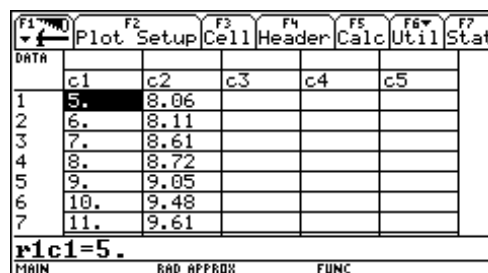 F1 F2 F3 F4 F5 F6 F7
Plot Setup Cell Header Calc Util Stat
DATA
c1 c2 c3 c4 c5
1 5. 8.06
2 6. 8.11
3 7. 8.61
4 8. 8.72
5 9. 9.05
6 10. 9.48
7 11. 9.61
r1c1=5.
MAIN RAD APPROX FUNC